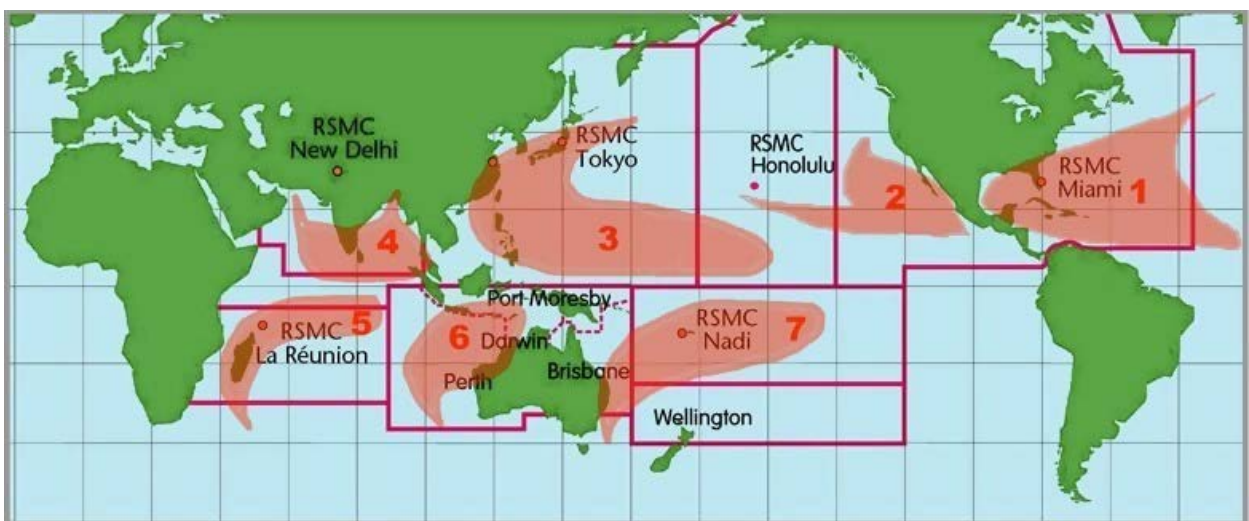 RSMC
New Delhi
RSMC
Tokyo
RSMC
Honolulu
RSMC
Miami
1
2
3
4
5
RSMC
La Réunion
6
Port Moresby
Darwin
Perth
Brisbane
RSMC
Nadi
7
Wellington